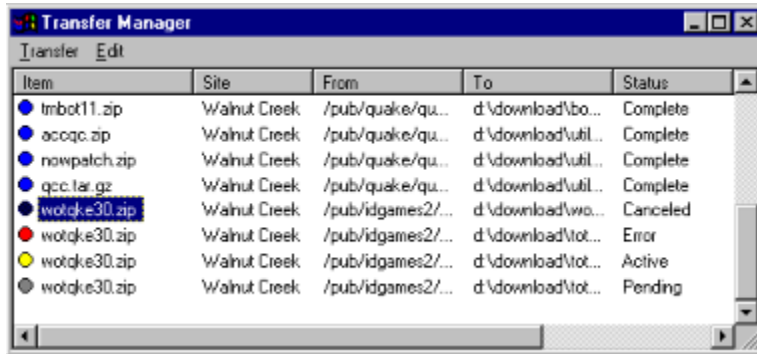 Transfer Manager
Transfer Edit
Item Site From To Status
tmbot11.zip Walnut Creek /pub/quake/qu... d:\download\bo... Complete
accqc.zip Walnut Creek /pub/quake/qu... d:\download\util... Complete
nowpatch.zip Walnut Creek /pub/quake/qu... d:\download\util... Complete
qcc.tar.gz Walnut Creek /pub/quake/qu... d:\download\util... Complete
wotqke30.zip Walnut Creek /pub/idgames2/... d:\download\wo... Canceled
wotqke30.zip Walnut Creek /pub/idgames2/... d:\download\tot... Error
wotqke30.zip Walnut Creek /pub/idgames2/... d:\download\tot... Active
wotqke30.zip Walnut Creek /pub/idgames2/... d:\download\tot... Pending